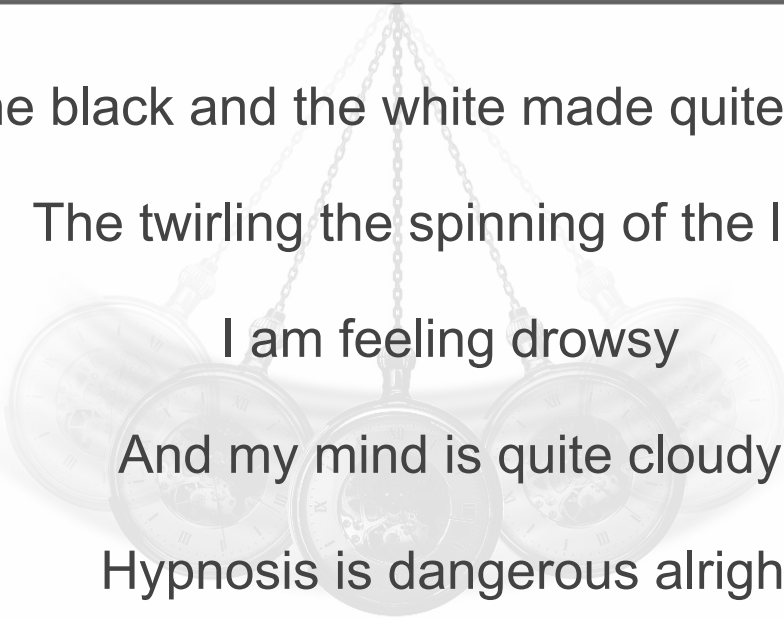 he black and the white made quite
The twirling the spinning of the l
I am feeling drowsy
And my mind is quite cloudy
Hypnosis is dangerous alrigh